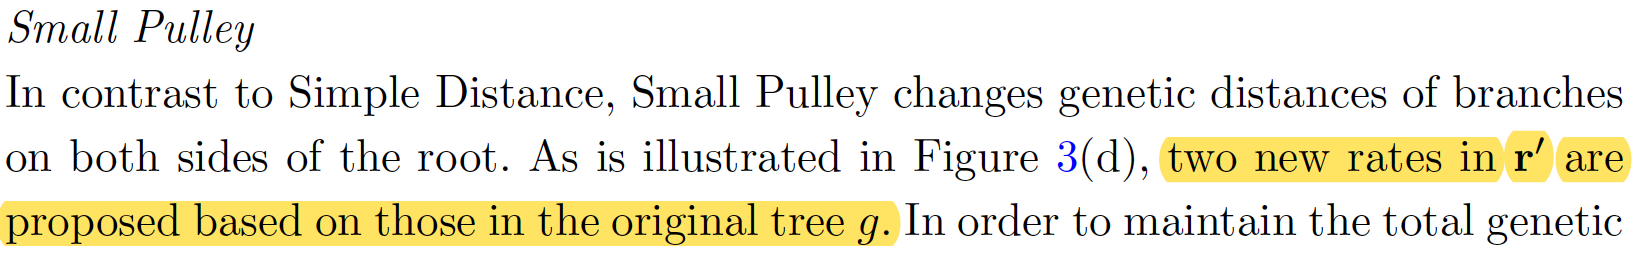 Small Pulley
In contrast to Simple Distance, Small Pulley changes genetic distances of branches
on both sides of the root. As is illustrated in Figure 3(d), two new rates in r′ are
proposed based on those in the original tree g. In order to maintain the total genetic